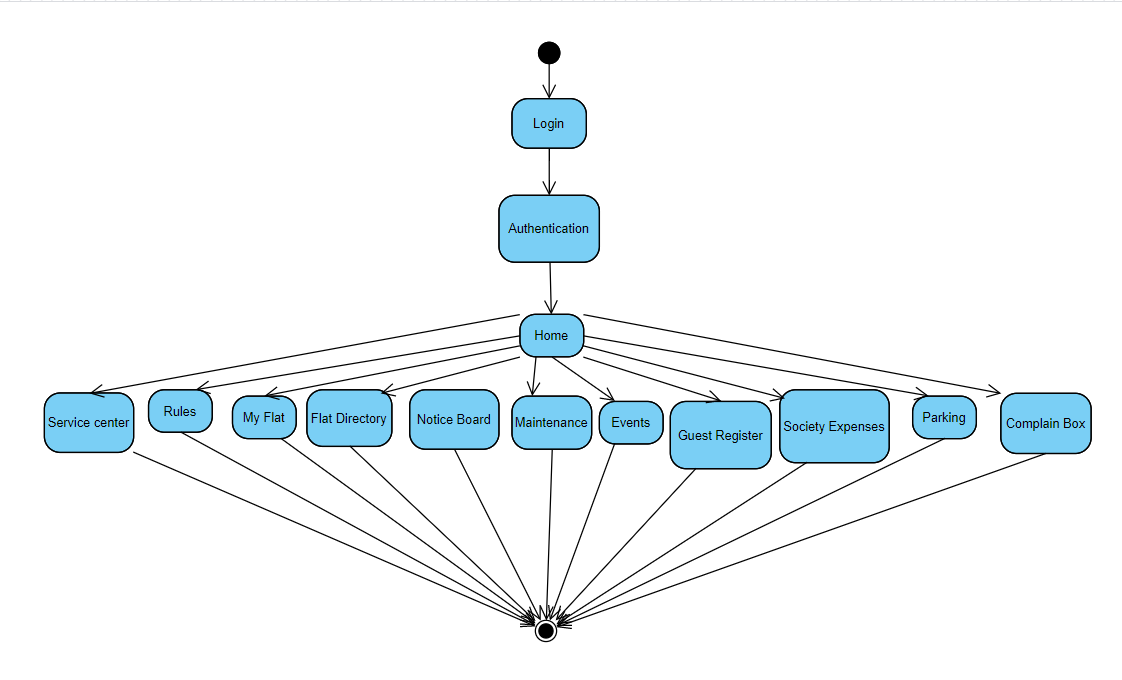 Login
Authentication
Home
Service center
Rules
My Flat
Flat Directory
Notice Board
Maintenance
Events
Guest Register
Society Expenses
Parking
Complain Box